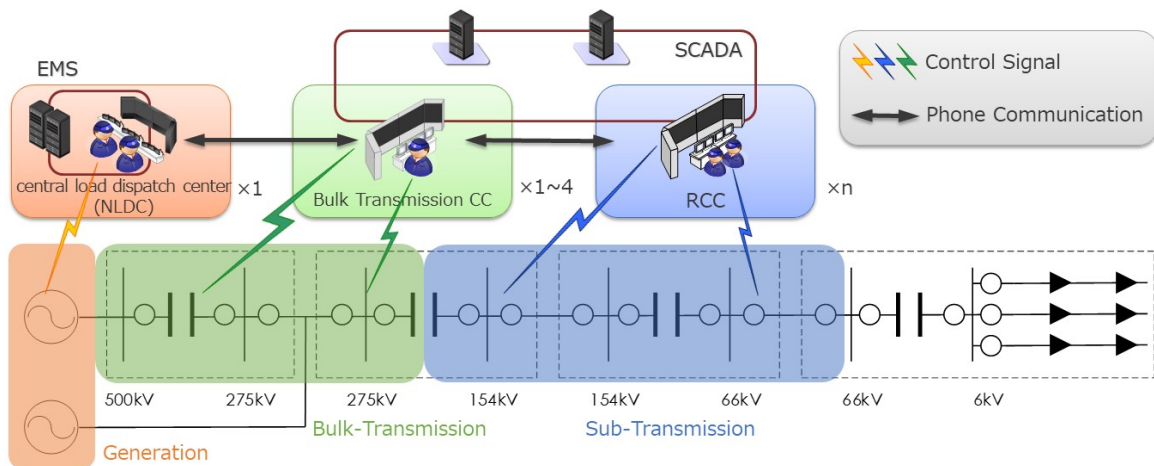 SCADA
EMS
Control Signal
Phone Communication
central load dispatch center
(NLDC)
×1
Bulk Transmission CC
×1~4
RCC
×n
500kV
275kV
275kV
154kV
154kV
66kV
66kV
6kV
Generation
Bulk-Transmission
Sub-Transmission